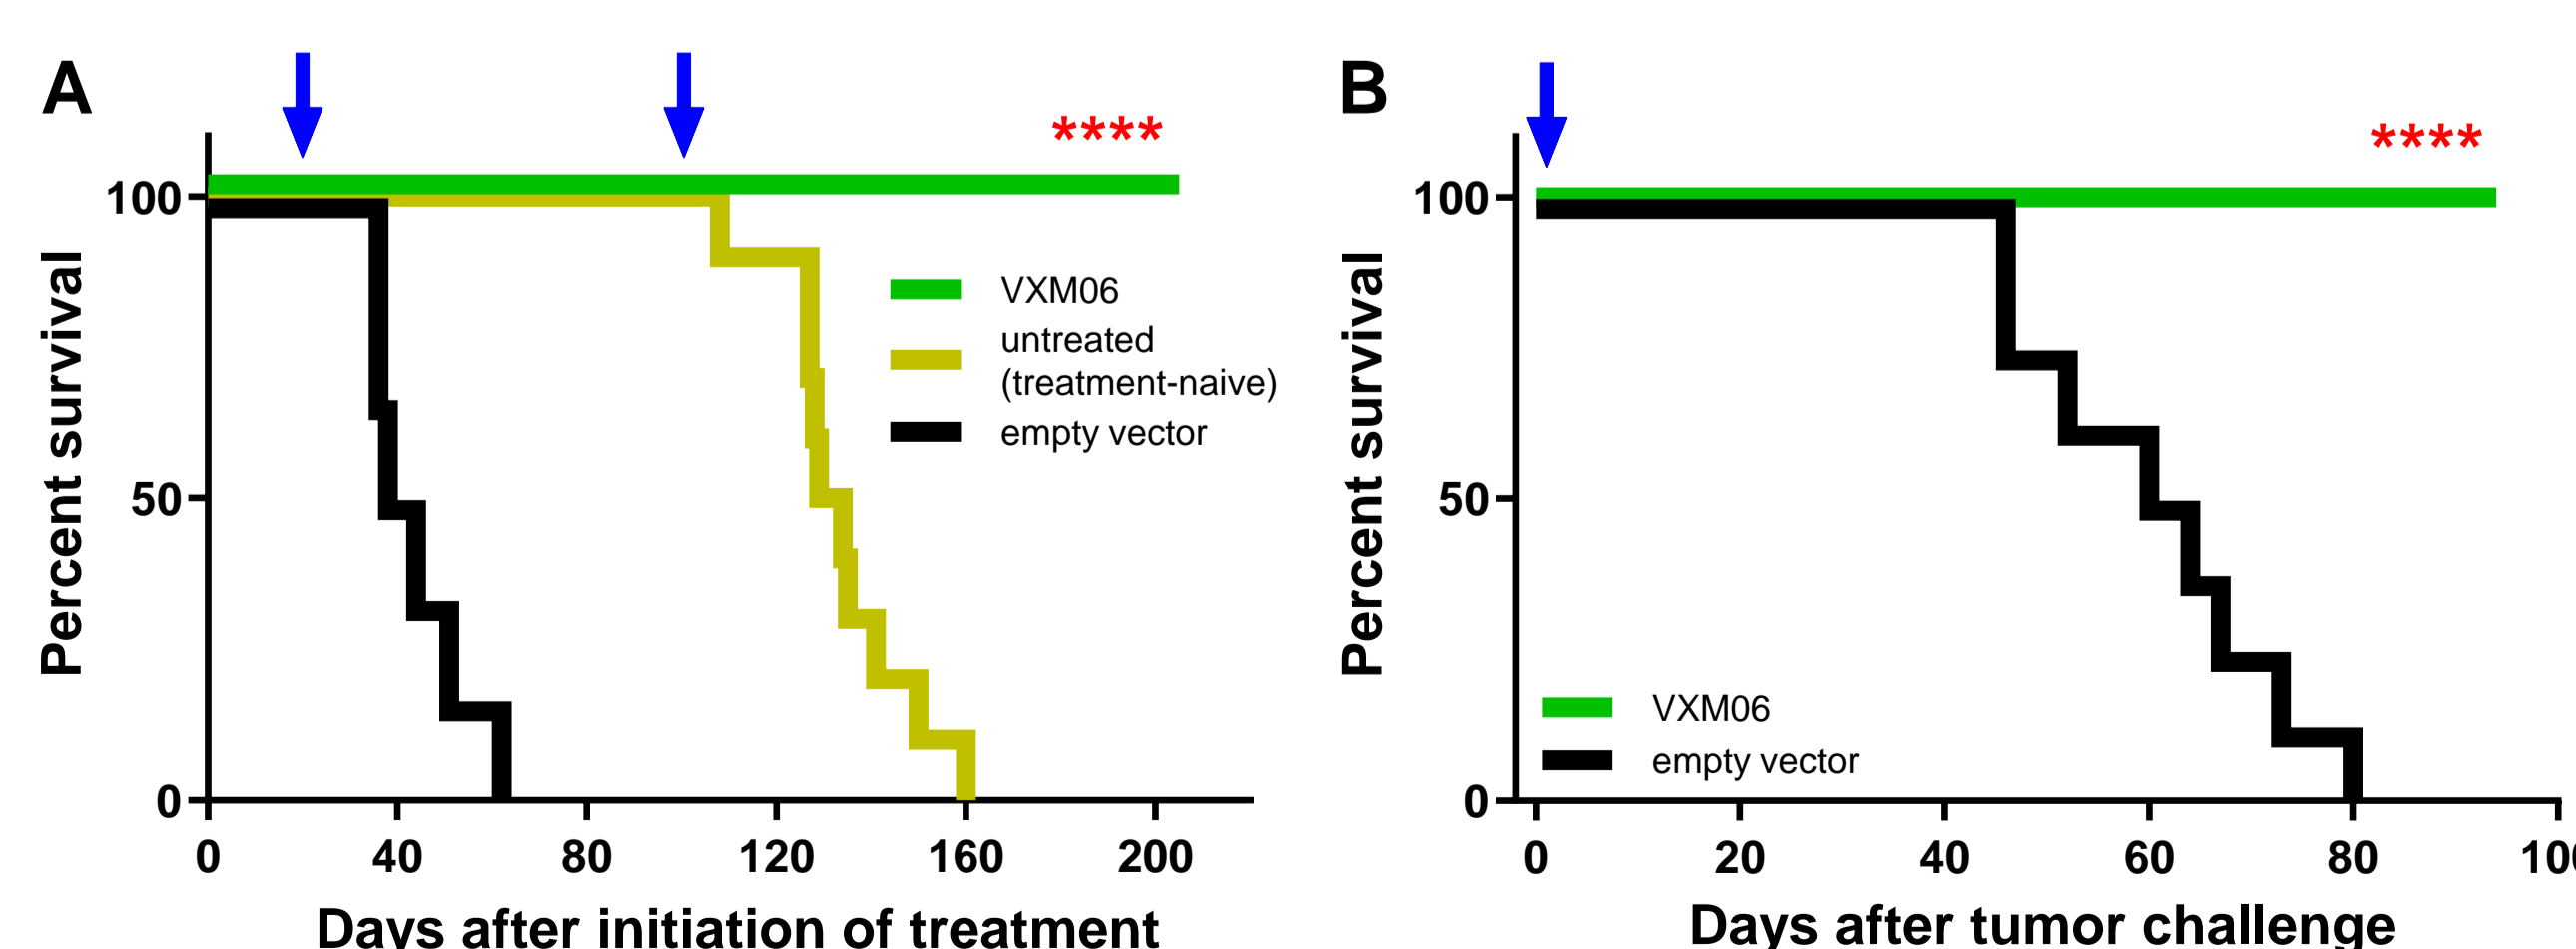 A
****
100
50
0
Percent survival
VXM06
untreated
(treatment-naive)
empty vector
0 40 80 120 160 200
Days after initiation of treatment
B
****
100
50
0
Percent survival
VXM06
empty vector
0 20 40 60 80
Days after tumor challenge